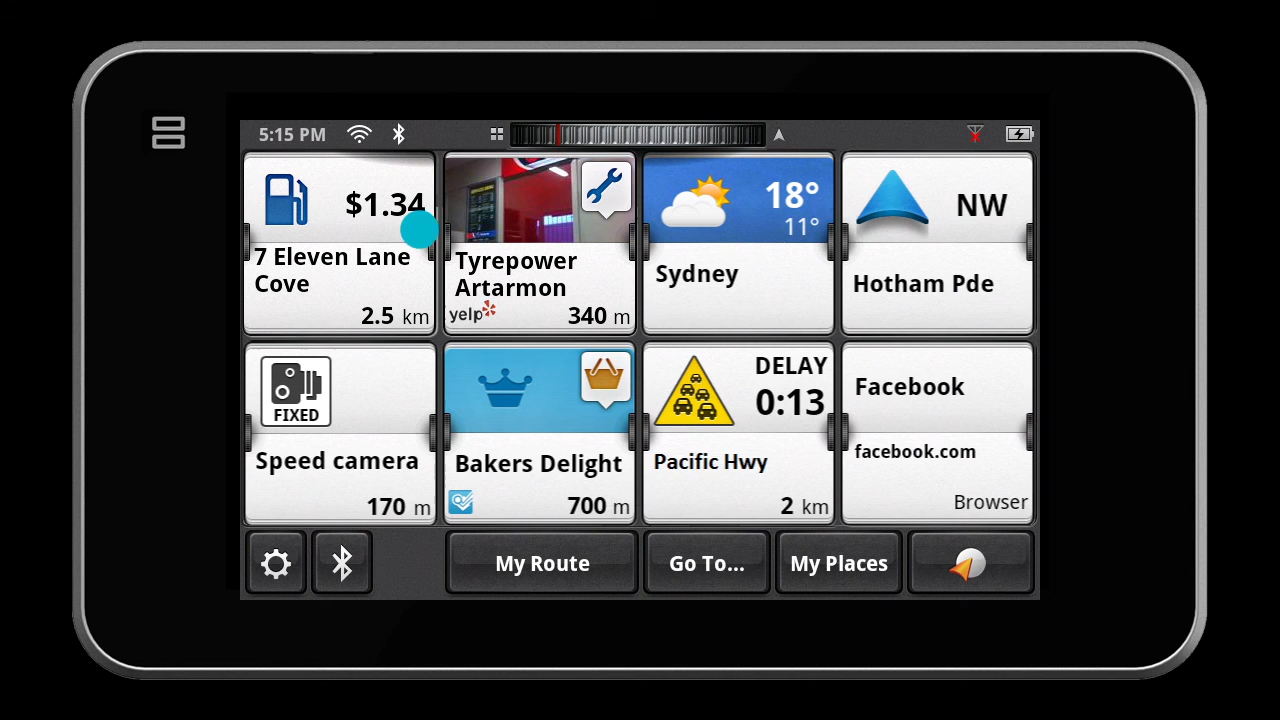 5:15 PM
$1.34
7 Eleven Lane
Cove
2.5 km
Tyrepower
Artarmon
yelp
340 m
18°
11°
Sydney
NW
Hotham Pde
FIXED
Speed camera
170 m
Bakers Delight
700 m
DELAY
0:13
Pacific Hwy
2 km
Facebook
facebook.com
Browser
My Route
Go To...
My Places